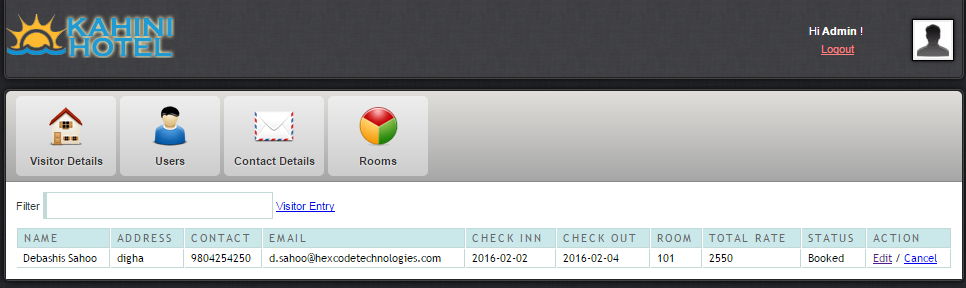 KAHINI
HOTEL
Hi Admin !
Logout
Visitor Details
Users
Contact Details
Rooms
Filter Visitor Entry
NAME ADDRESS CONTACT EMAIL CHECK INN CHECK OUT ROOM TOTAL RATE STATUS ACTION
Debashis Sahoo digha 9804254250 d.sahoo@hexcodetechnologies.com 2016-02-02 2016-02-04 101 2550 Booked Edit / Cancel